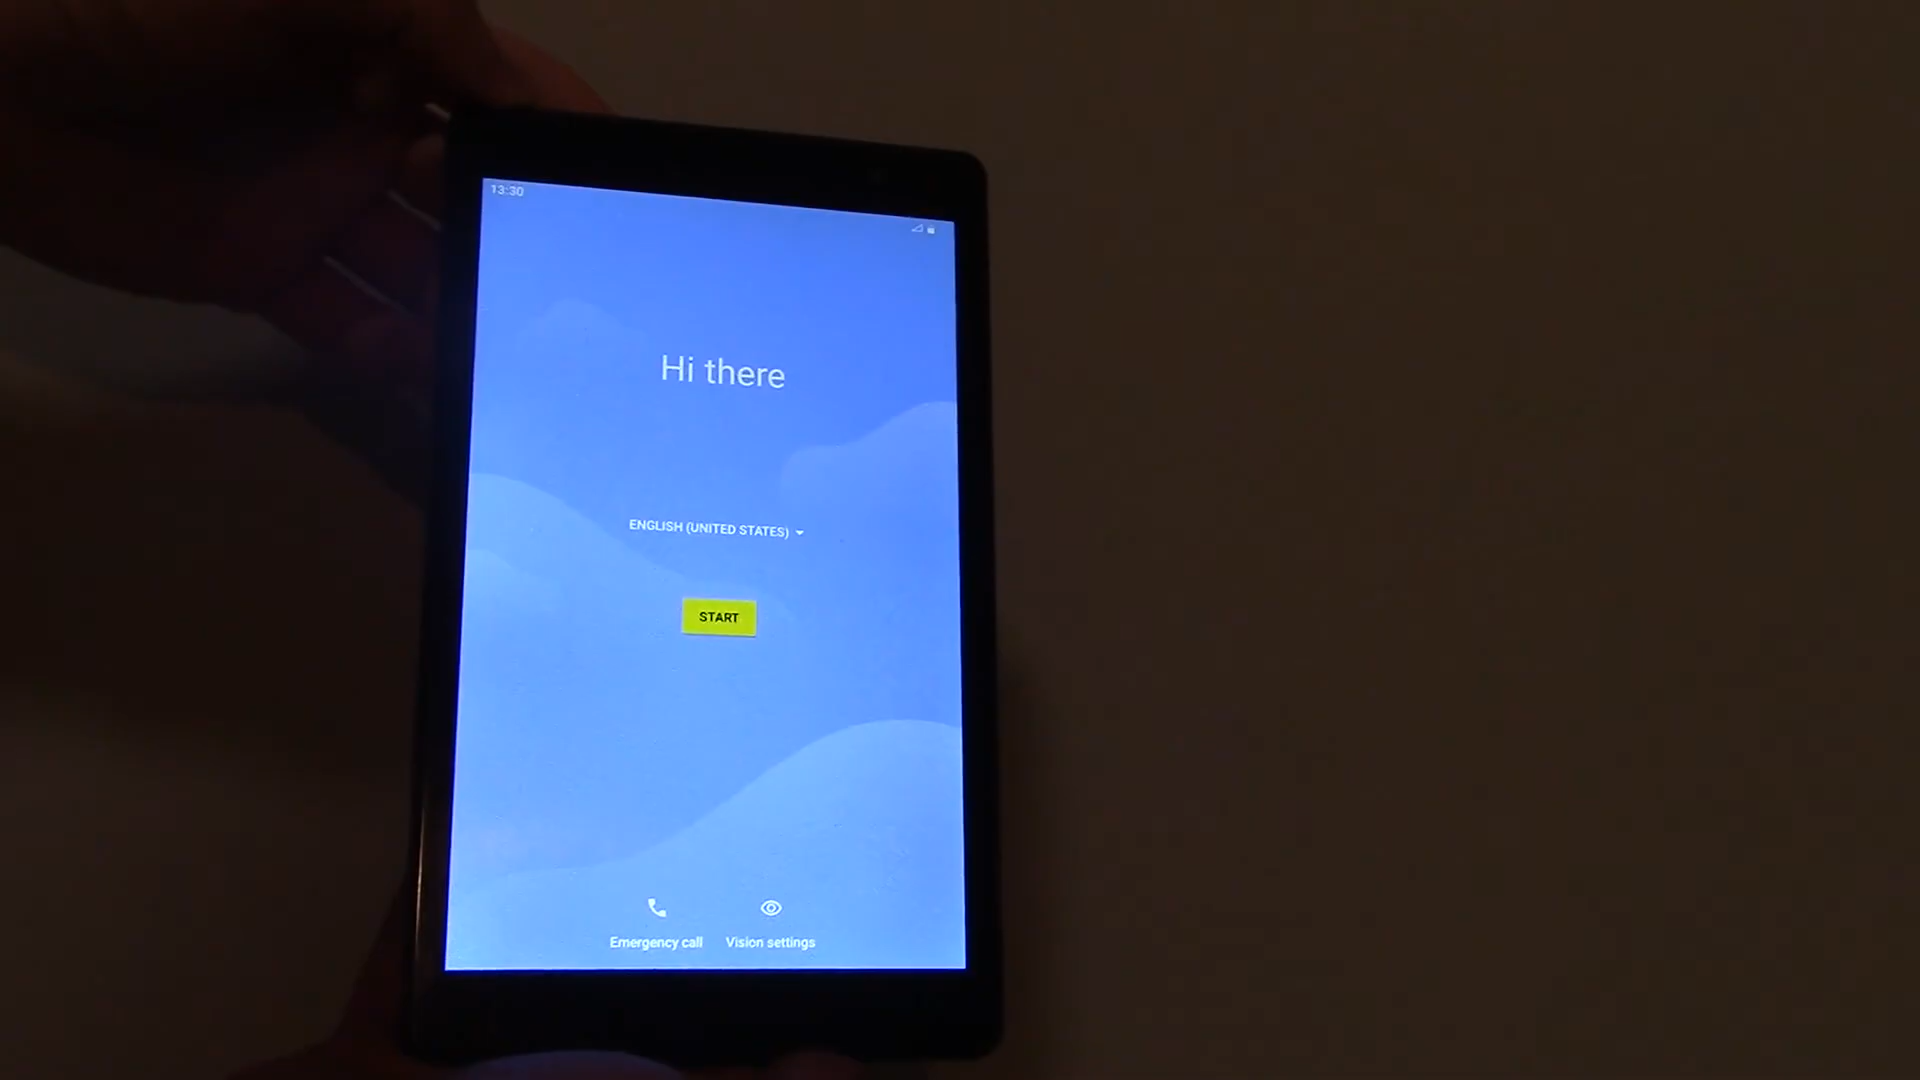 13:30
Hi there
ENGLISH (UNITED STATES)
START
Emergency call
Vision settings